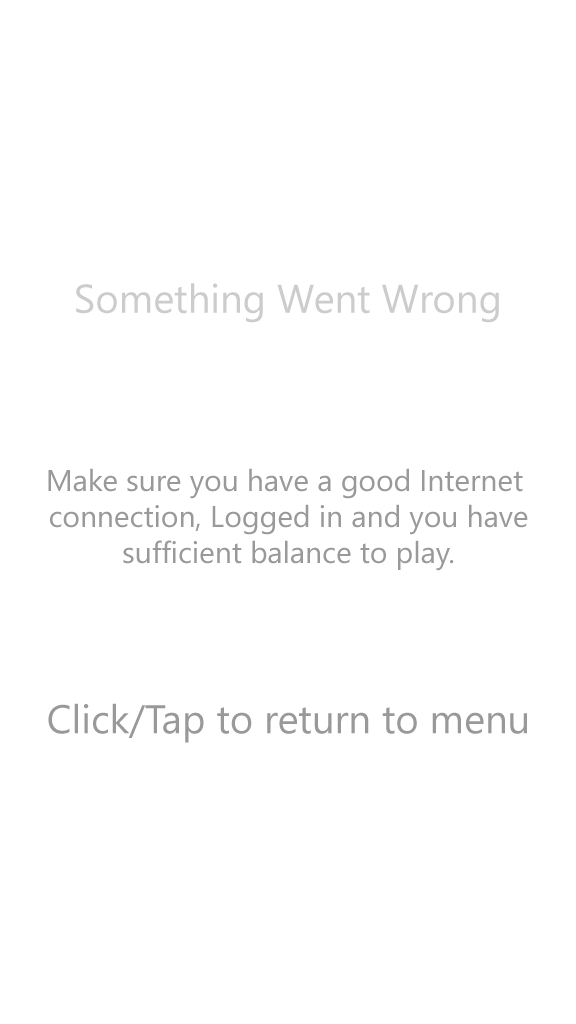 Something Went Wrong
Make sure you have a good Internet
connection, Logged in and you have
sufficient balance to play.
Click/Tap to return to menu